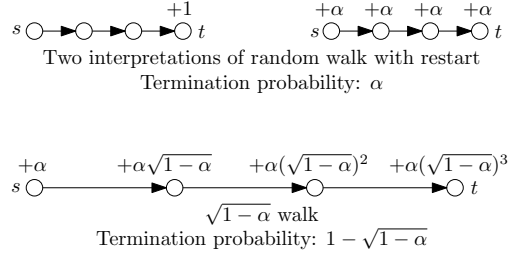 +1 +α +α +α +α
s t s t
Two interpretations of random walk with restart
Termination probability: α
+α +α√1 − α +α(√1 − α)² +α(√1 − α)³
s t
√1 − α walk
Termination probability: 1 − √1 − α